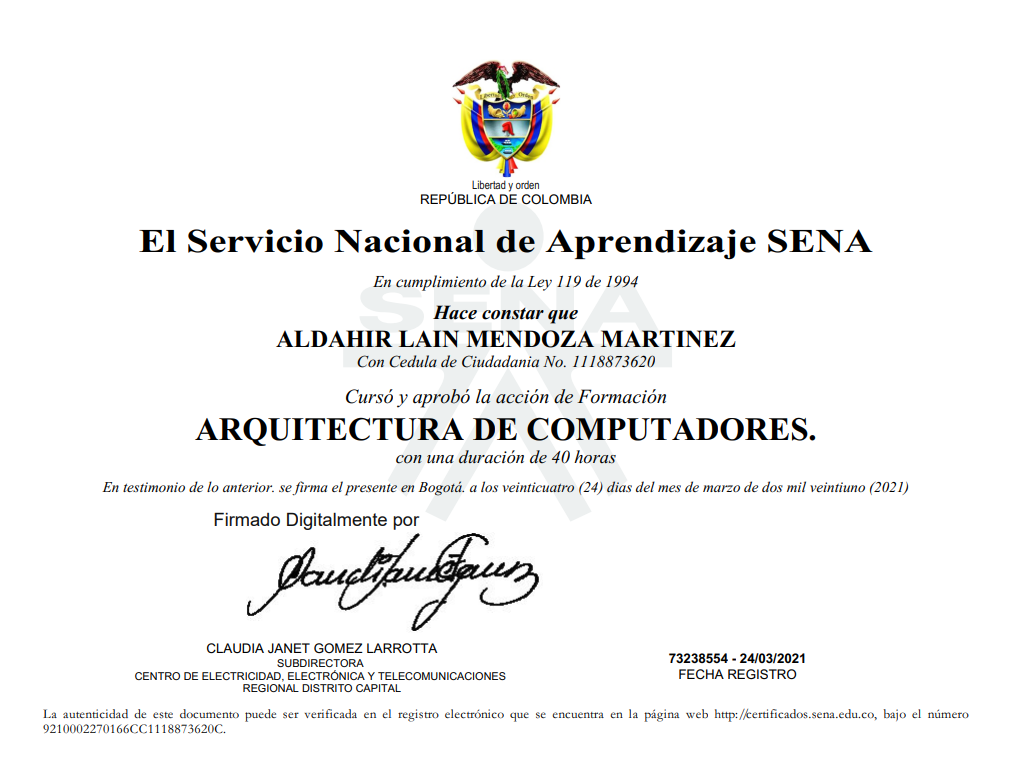 Libertad y Orden
Libertad y orden
REPÚBLICA DE COLOMBIA
El Servicio Nacional de Aprendizaje SENA
En cumplimiento de la Ley 119 de 1994
SENA
Hace constar que
ALDAHIR LAIN MENDOZA MARTINEZ
Con Cedula de Ciudadania No. 1118873620
Cursó y aprobó la acción de Formación
ARQUITECTURA DE COMPUTADORES.
con una duración de 40 horas
En testimonio de lo anterior. se firma el presente en Bogotá. a los veinticuatro (24) dias del mes de marzo de dos mil veintiuno (2021)
Firmado Digitalmente por
CLAUDIA JANET GOMEZ LARROTTA
SUBDIRECTORA
CENTRO DE ELECTRICIDAD, ELECTRÓNICA Y TELECOMUNICACIONES
REGIONAL DISTRITO CAPITAL
73238554 - 24/03/2021
FECHA REGISTRO
La autenticidad de este documento puede ser verificada en el registro electrónico que se encuentra en la página web http://certificados.sena.edu.co, bajo el número
9210002270166CC1118873620C.